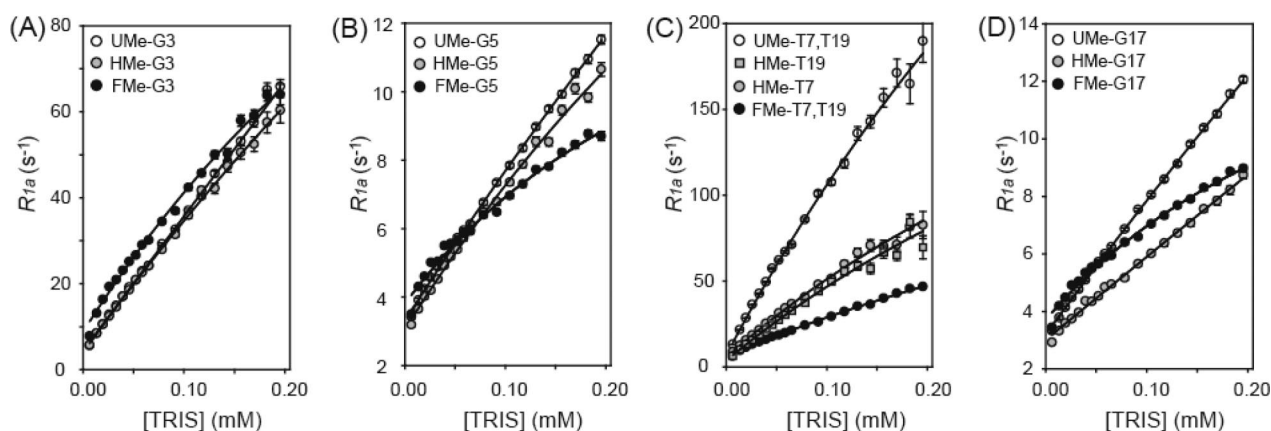 (A)
UMe-G3
HMe-G3
FMe-G3
R1a (s-1)
80
60
40
20
0
0.00 0.10 0.20
[TRIS] (mM)
(B)
UMe-G5
HMe-G5
FMe-G5
R1a (s-1)
12
10
8
6
4
2
0.00 0.10 0.20
[TRIS] (mM)
(C)
UMe-T7,T19
HMe-T19
HMe-T7
FMe-T7,T19
R1a (s-1)
200
150
100
50
0
0.00 0.10 0.20
[TRIS] (mM)
(D)
UMe-G17
HMe-G17
FMe-G17
R1a (s-1)
12
10
8
6
4
2
0.00 0.10 0.20
[TRIS] (mM)